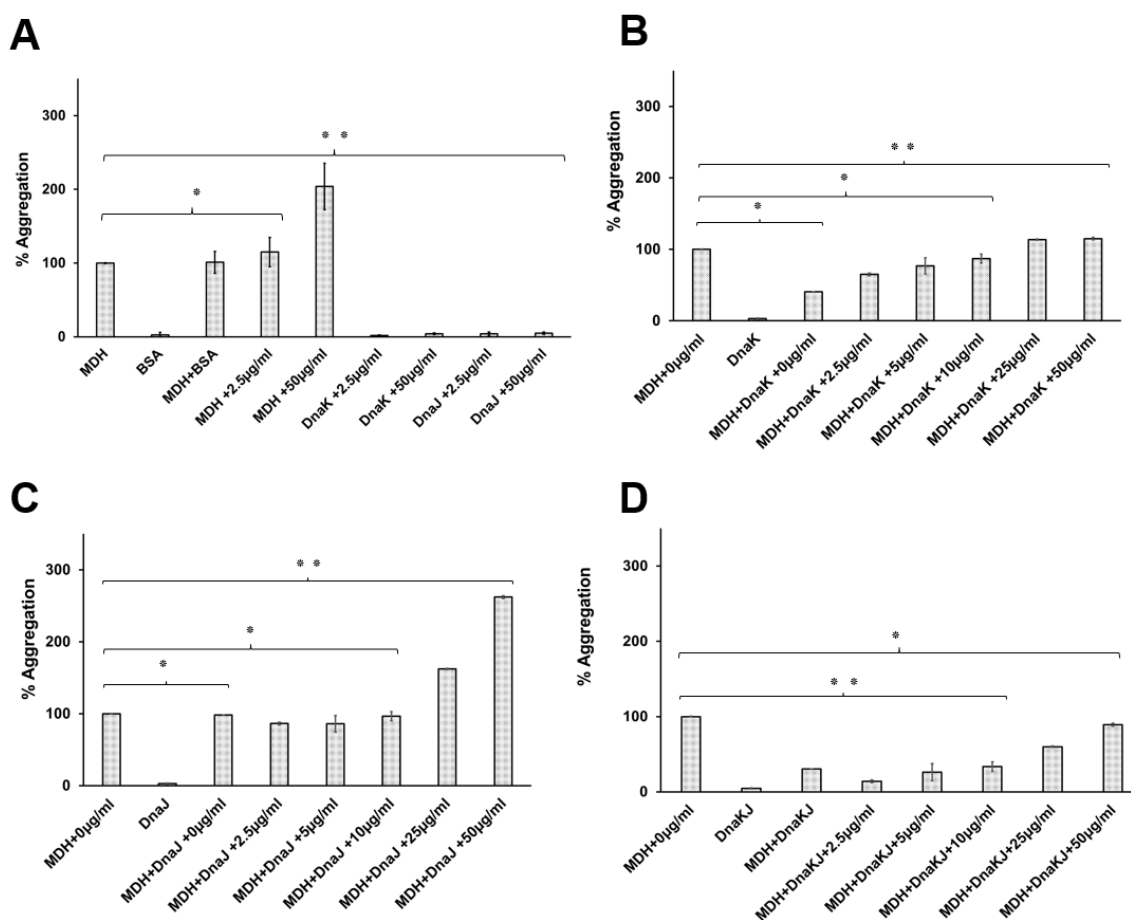 A
% Aggregation
300
200
100
0
* *
*
MDH
BSA
MDH+BSA
MDH +2.5µg/ml
MDH +50µg/ml
DnaK +2.5µg/ml
DnaK +50µg/ml
DnaJ +2.5µg/ml
DnaJ +50µg/ml
B
% Aggregation
300
200
100
0
* *
*
*
MDH+0µg/ml
DnaK
MDH+DnaK +0µg/ml
MDH+DnaK +2.5µg/ml
MDH+DnaK +5µg/ml
MDH+DnaK +10µg/ml
MDH+DnaK +25µg/ml
MDH+DnaK +50µg/ml
C
% Aggregation
300
200
100
0
* *
*
*
MDH+0µg/ml
DnaJ
MDH+DnaJ +0µg/ml
MDH+DnaJ +2.5µg/ml
MDH+DnaJ +5µg/ml
MDH+DnaJ +10µg/ml
MDH+DnaJ +25µg/ml
MDH+DnaJ +50µg/ml
D
% Aggregation
300
200
100
0
*
* *
MDH+0µg/ml
DnaKJ
MDH+DnaKJ
MDH+DnaKJ+2.5µg/ml
MDH+DnaKJ+5µg/ml
MDH+DnaKJ+10µg/ml
MDH+DnaKJ+25µg/ml
MDH+DnaKJ+50µg/ml